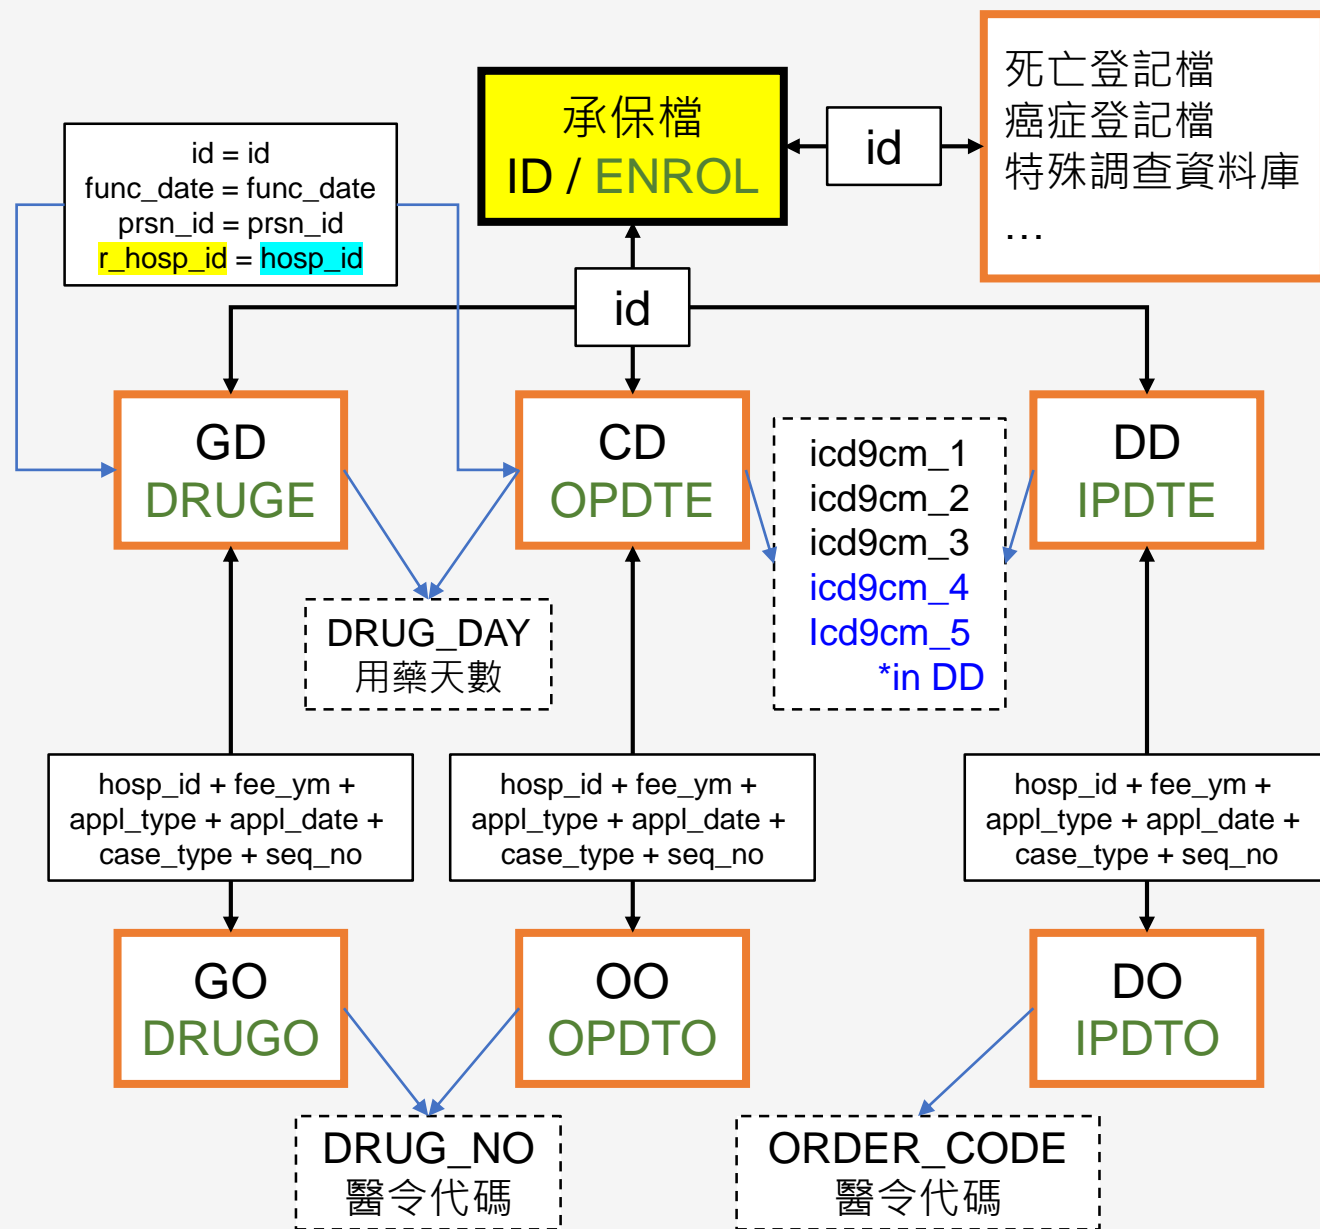 承保檔
ID / ENROL
id
死亡登記檔
癌症登記檔
特殊調查資料庫
...
id = id
func_date = func_date
prsn_id = prsn_id
r_hosp_id = hosp_id
id
GD
DRUGE
CD
OPDTE
icd9cm_1
icd9cm_2
icd9cm_3
icd9cm_4
Icd9cm_5
*in DD
DD
IPDTE
DRUG_DAY
用藥天數
hosp_id + fee_ym +
appl_type + appl_date +
case_type + seq_no
hosp_id + fee_ym +
appl_type + appl_date +
case_type + seq_no
hosp_id + fee_ym +
appl_type + appl_date +
case_type + seq_no
GO
DRUGO
OO
OPDTO
DO
IPDTO
DRUG_NO
醫令代碼
ORDER_CODE
醫令代碼